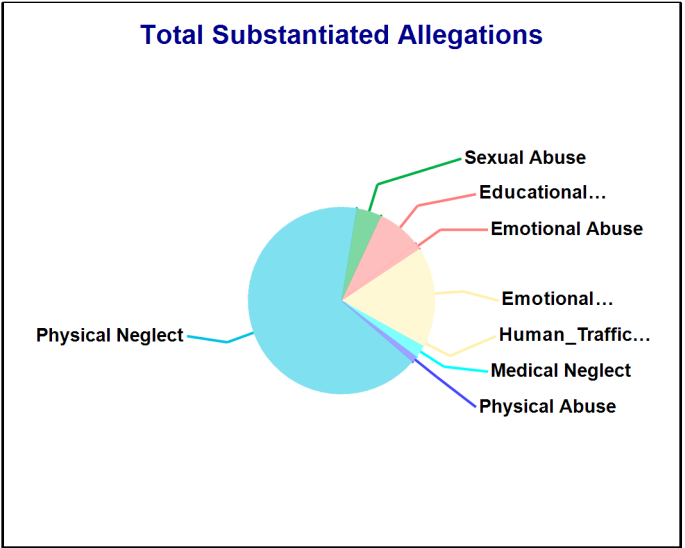 Total Substantiated Allegations
Sexual Abuse
Educational...
Emotional Abuse
Emotional...
Human_Traffic...
Physical Neglect
Medical Neglect
Physical Abuse